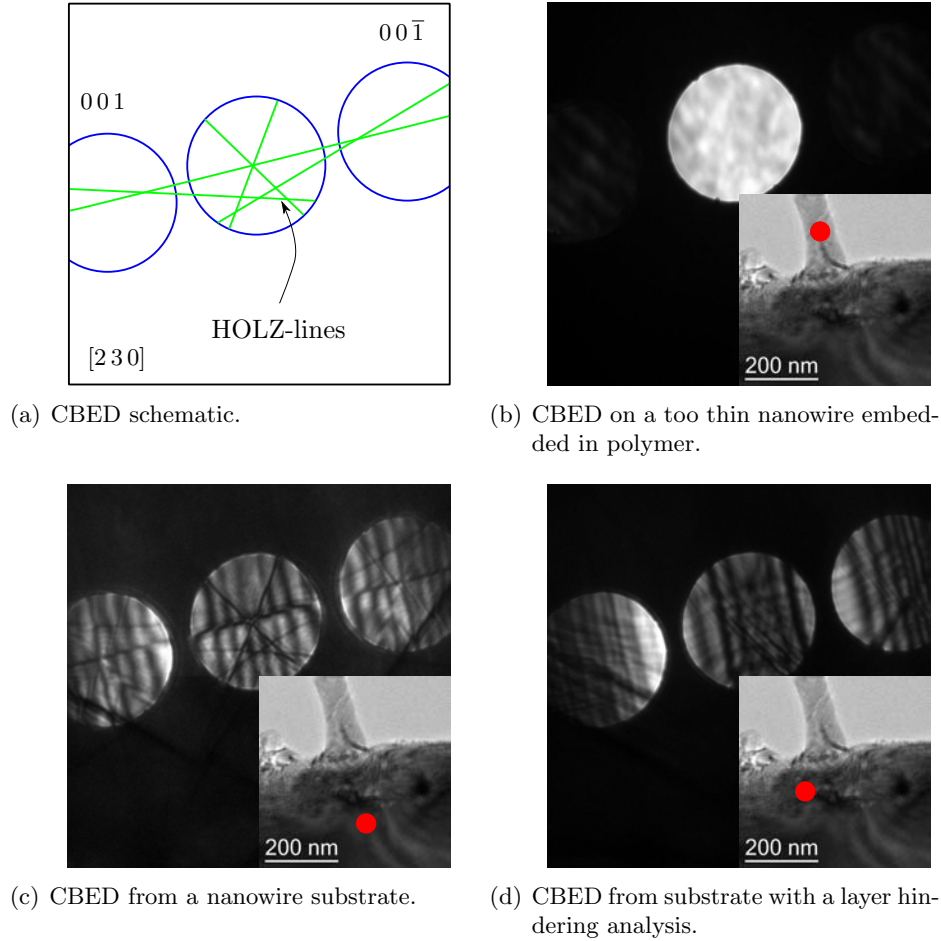 0 0 1̅
0 0 1
HOLZ-lines
[2 3 0]
200 nm
(a) CBED schematic.
(b) CBED on a too thin nanowire embed-
ded in polymer.
200 nm
200 nm
(c) CBED from a nanowire substrate.
(d) CBED from substrate with a layer hin-
dering analysis.